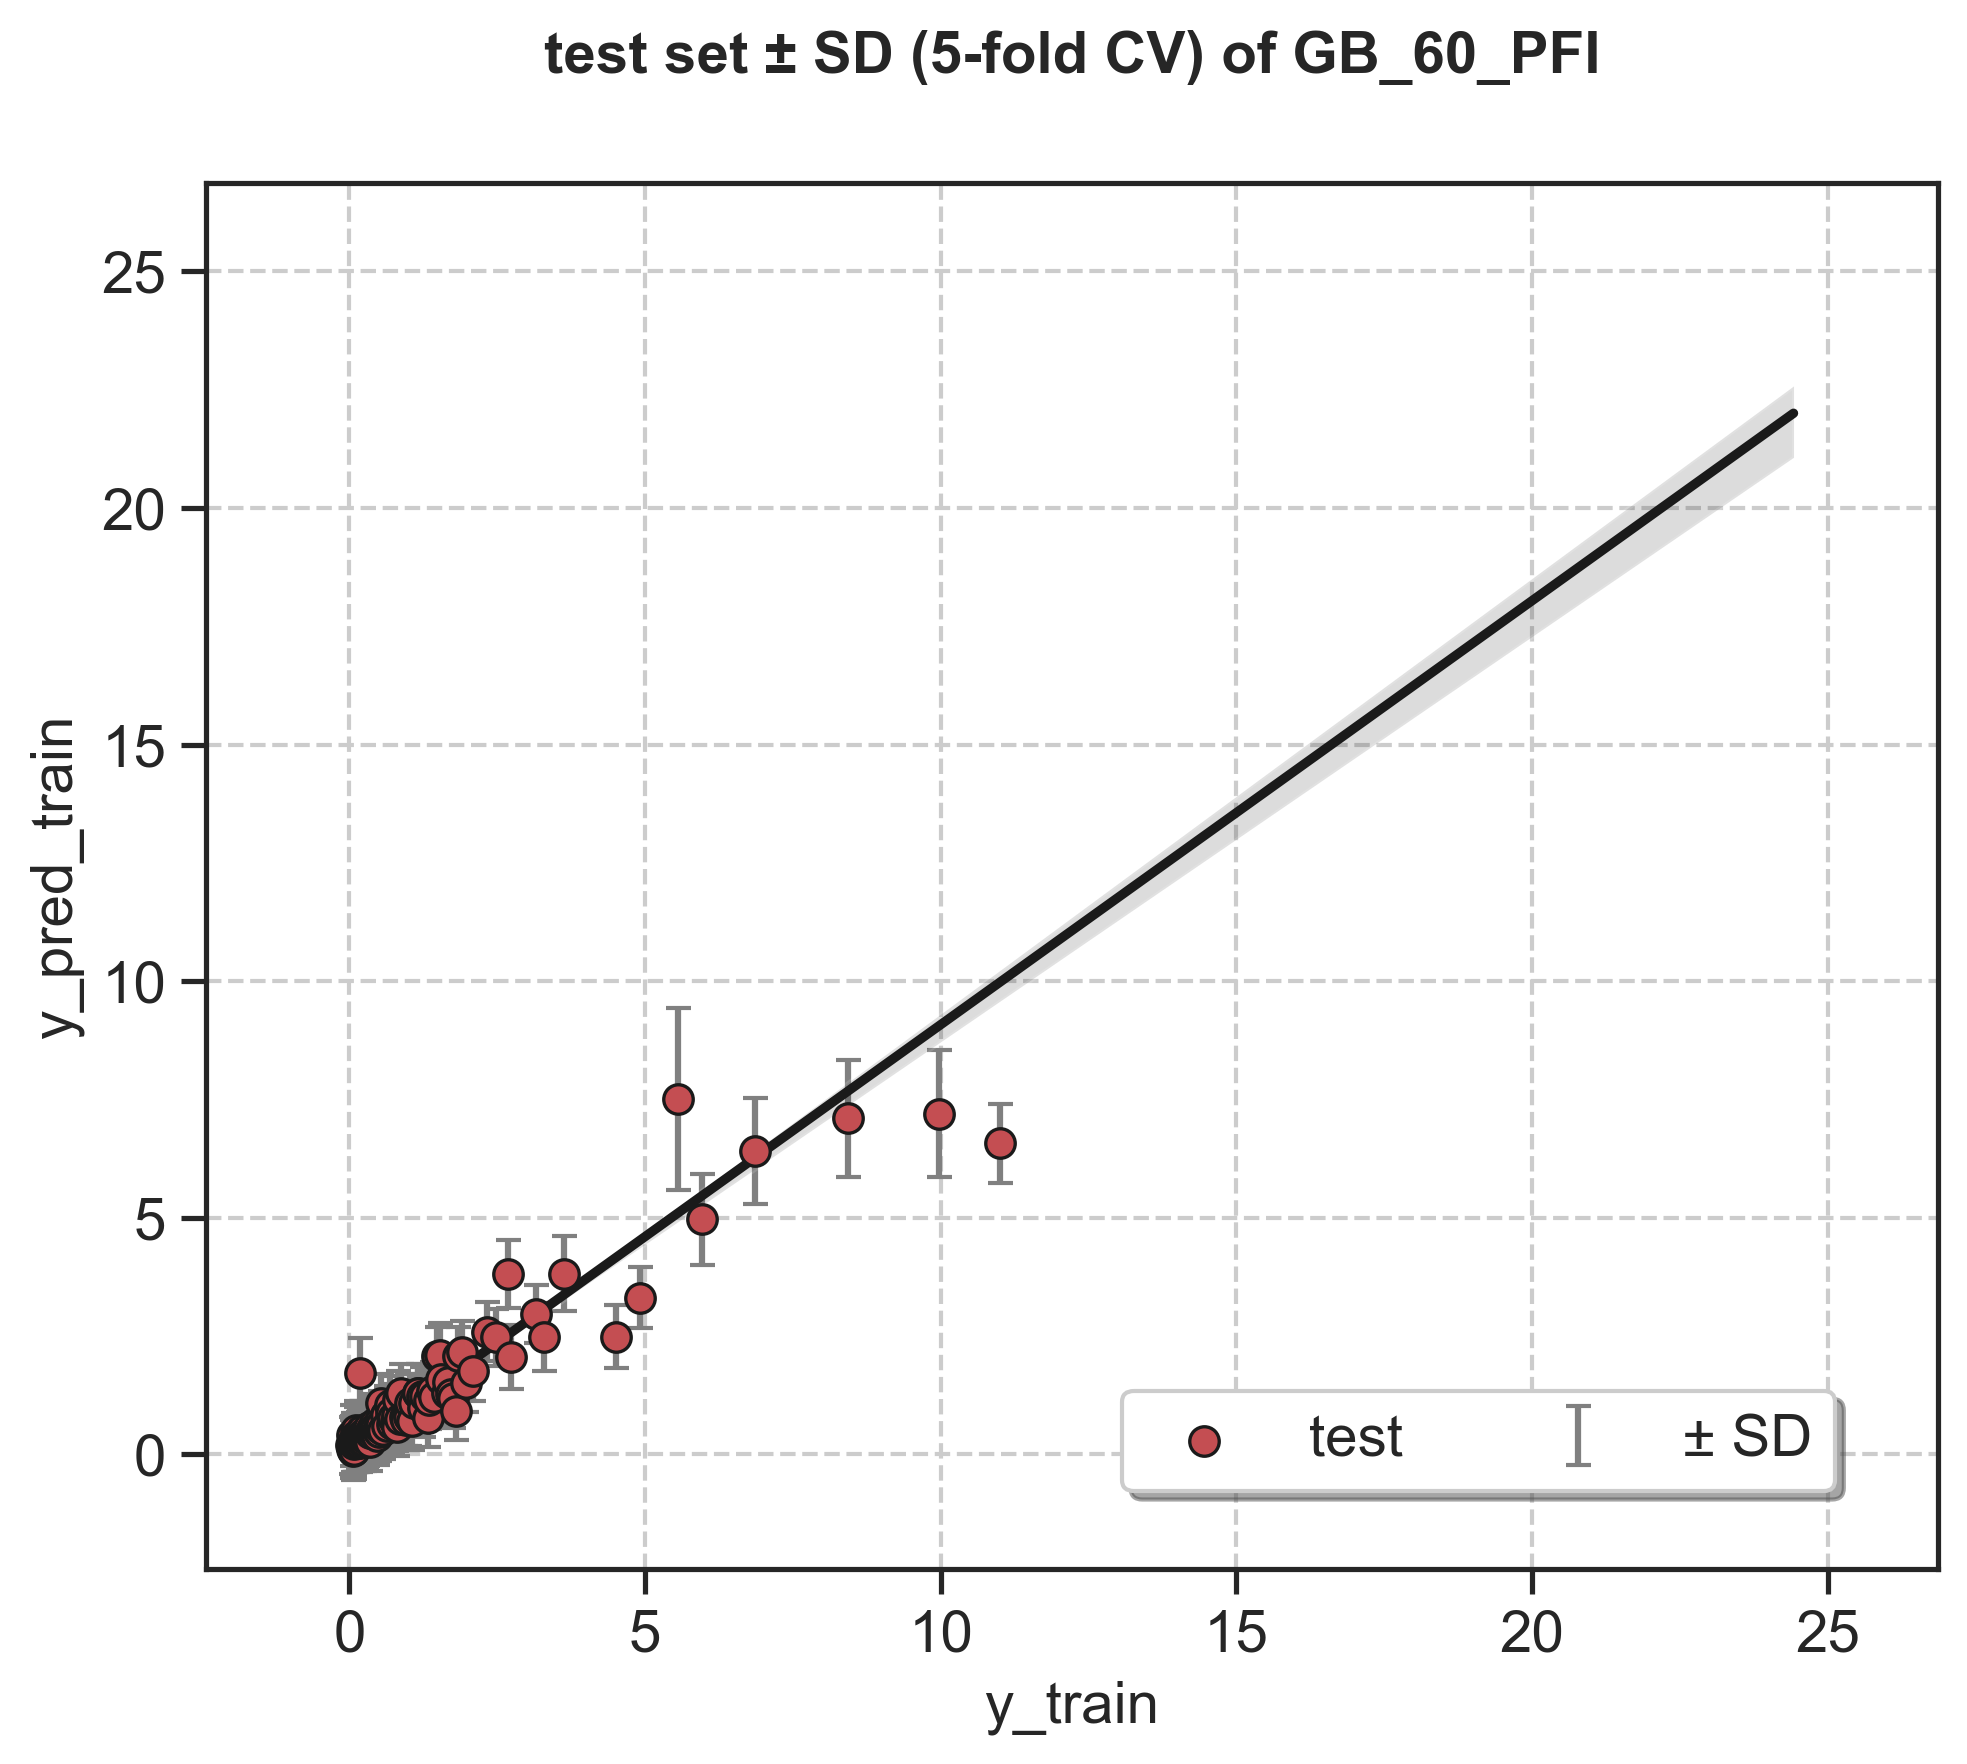 test set ± SD (5-fold CV) of GB_60_PFI
25
20
15
10
5
0
y_pred_train
test
± SD
0 5 10 15 20 25
y_train